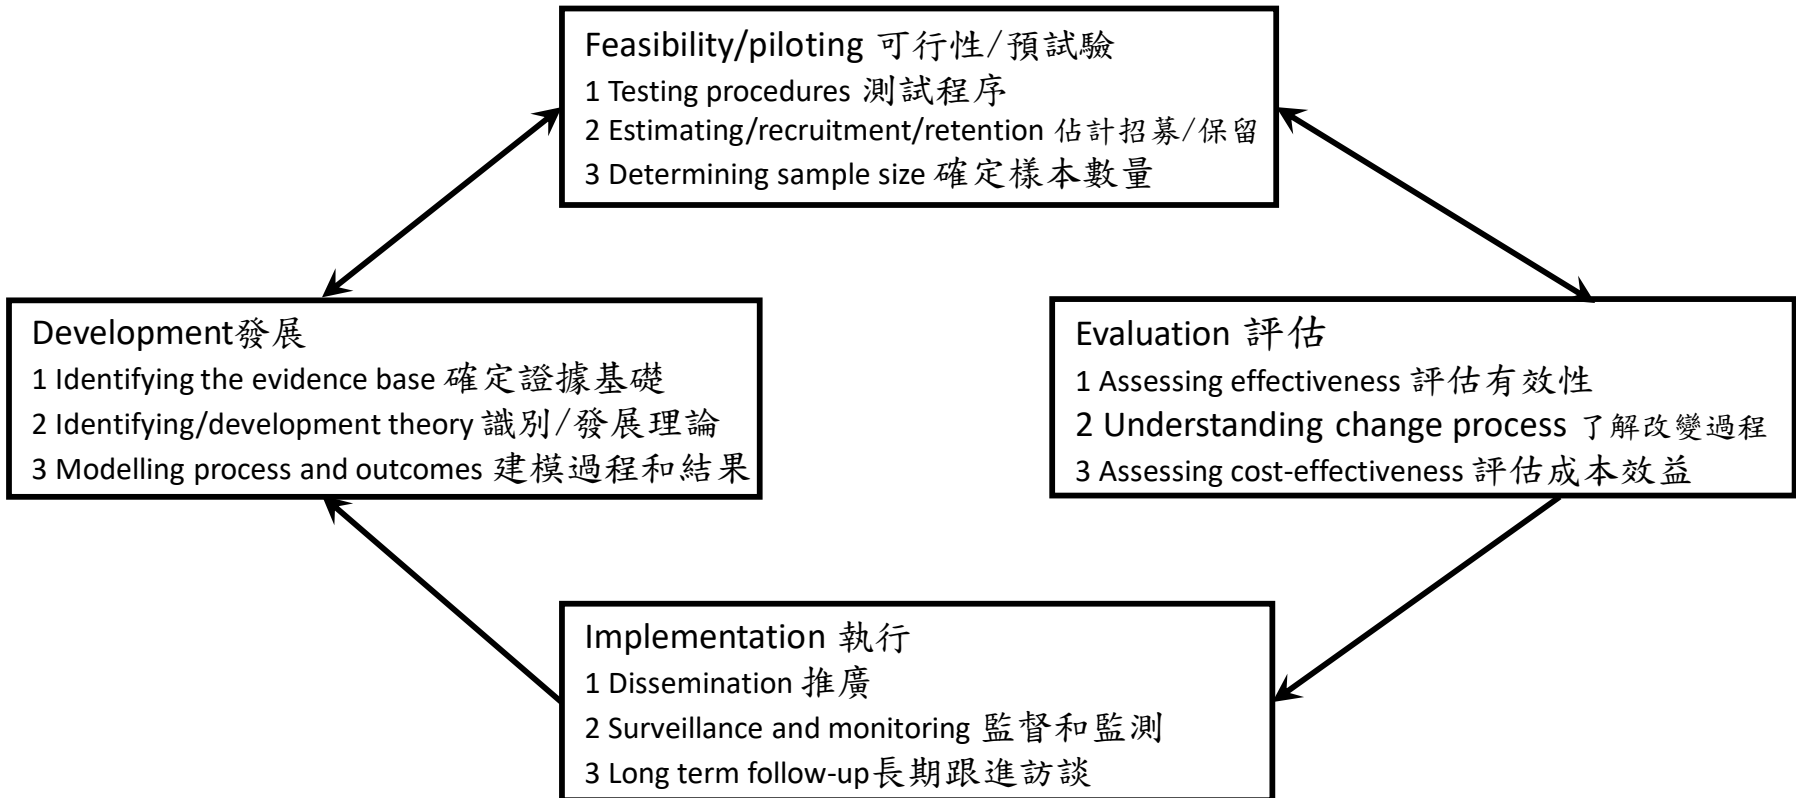 Feasibility/piloting 可行性/預試驗
1 Testing procedures 測試程序
2 Estimating/recruitment/retention 佔計招募/保留
3 Determining sample size 確定樣本數量
Development發展
1 Identifying the evidence base 確定證據基礎
2 Identifying/development theory 識別/發展理論
3 Modelling process and outcomes 建模過程和結果
Evaluation 評估
1 Assessing effectiveness 評估有效性
2 Understanding change process 了解改變過程
3 Assessing cost-effectiveness 評估成本效益
Implementation 執行
1 Dissemination 推廣
2 Surveillance and monitoring 監督和監測
3 Long term follow-up長期跟進訪談